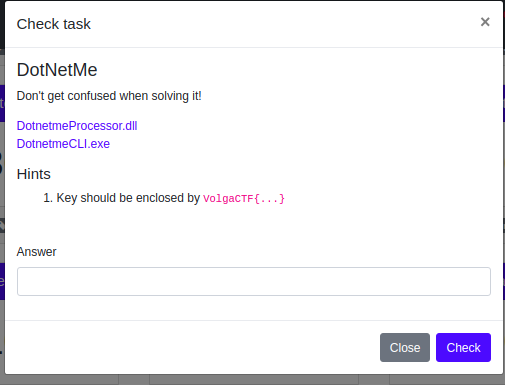 Check task
×
DotNetMe
Don't get confused when solving it!
DotnetmeProcessor.dll
DotnetmeCLI.exe
Hints
1. Key should be enclosed by VolgaCTF{...}
Answer
Close
Check